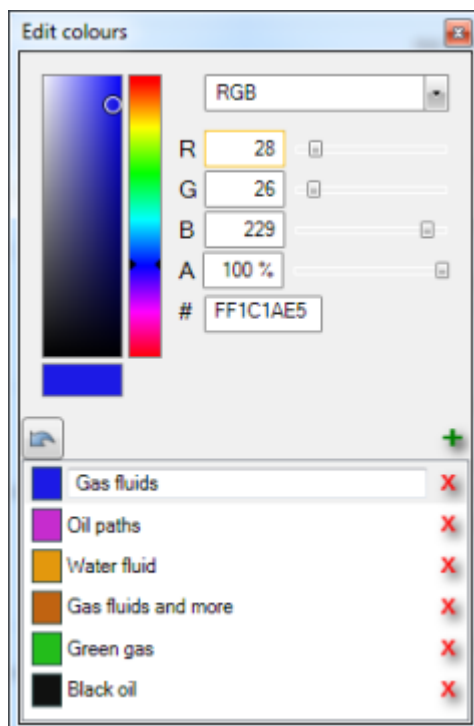 Edit colours
RGB
R 28
G 26
B 229
A 100 %
# FF1C1AE5
Gas fluids
Oil paths
Water fluid
Gas fluids and more
Green gas
Black oil